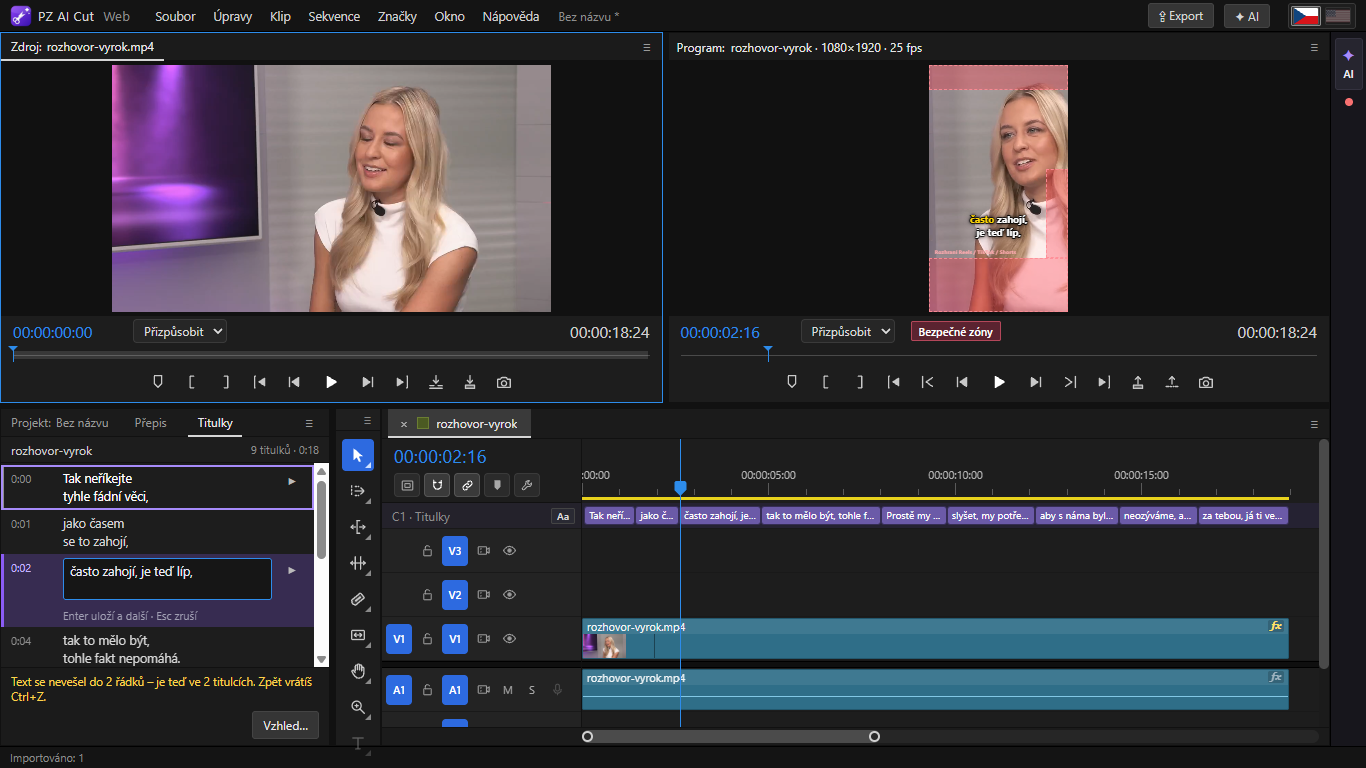 PZ AI Cut Web Soubor Úpravy Klip Sekvence Značky Okno Nápověda Bez názvu * Export AI
Zdroj: rozhovor-vyrok.mp4
Program: rozhovor-vyrok · 1080×1920 · 25 fps
AI
často zahojí,
je teď líp,
00:00:00:00 Přizpůsobit 00:00:18:24
00:00:02:16 Přizpůsobit Bezpečné zóny 00:00:18:24
Projekt: Bez názvu Přepis Titulky
rozhovor-vyrok 9 titulků · 0:18
0:00 Tak neříkejte
tyhle fádní věci,
0:01 jako časem
se to zahojí,
0:02 často zahojí, je teď líp,
Enter uloží a další · Esc zruší
0:04 tak to mělo být,
tohle fakt nepomáhá.
Text se nevešel do 2 řádků – je teď ve 2 titulcích. Zpět vrátíš
Ctrl+Z.
Vzhled...
rozhovor-vyrok
00:00:02:16
:00:00 00:00:05:00 00:00:10:00 00:00:15:00
C1 · Titulky Aa
Tak neří... jako č... často zahojí, je... tak to mělo být, tohle f... Prostě my ... slyšet, my potře... aby s náma byl... neozýváme, a... za tebou, já ti ve...
V3
V2
V1 V1
rozhovor-vyrok.mp4 fx
A1 A1 M S
rozhovor-vyrok.mp4 fx
Importováno: 1